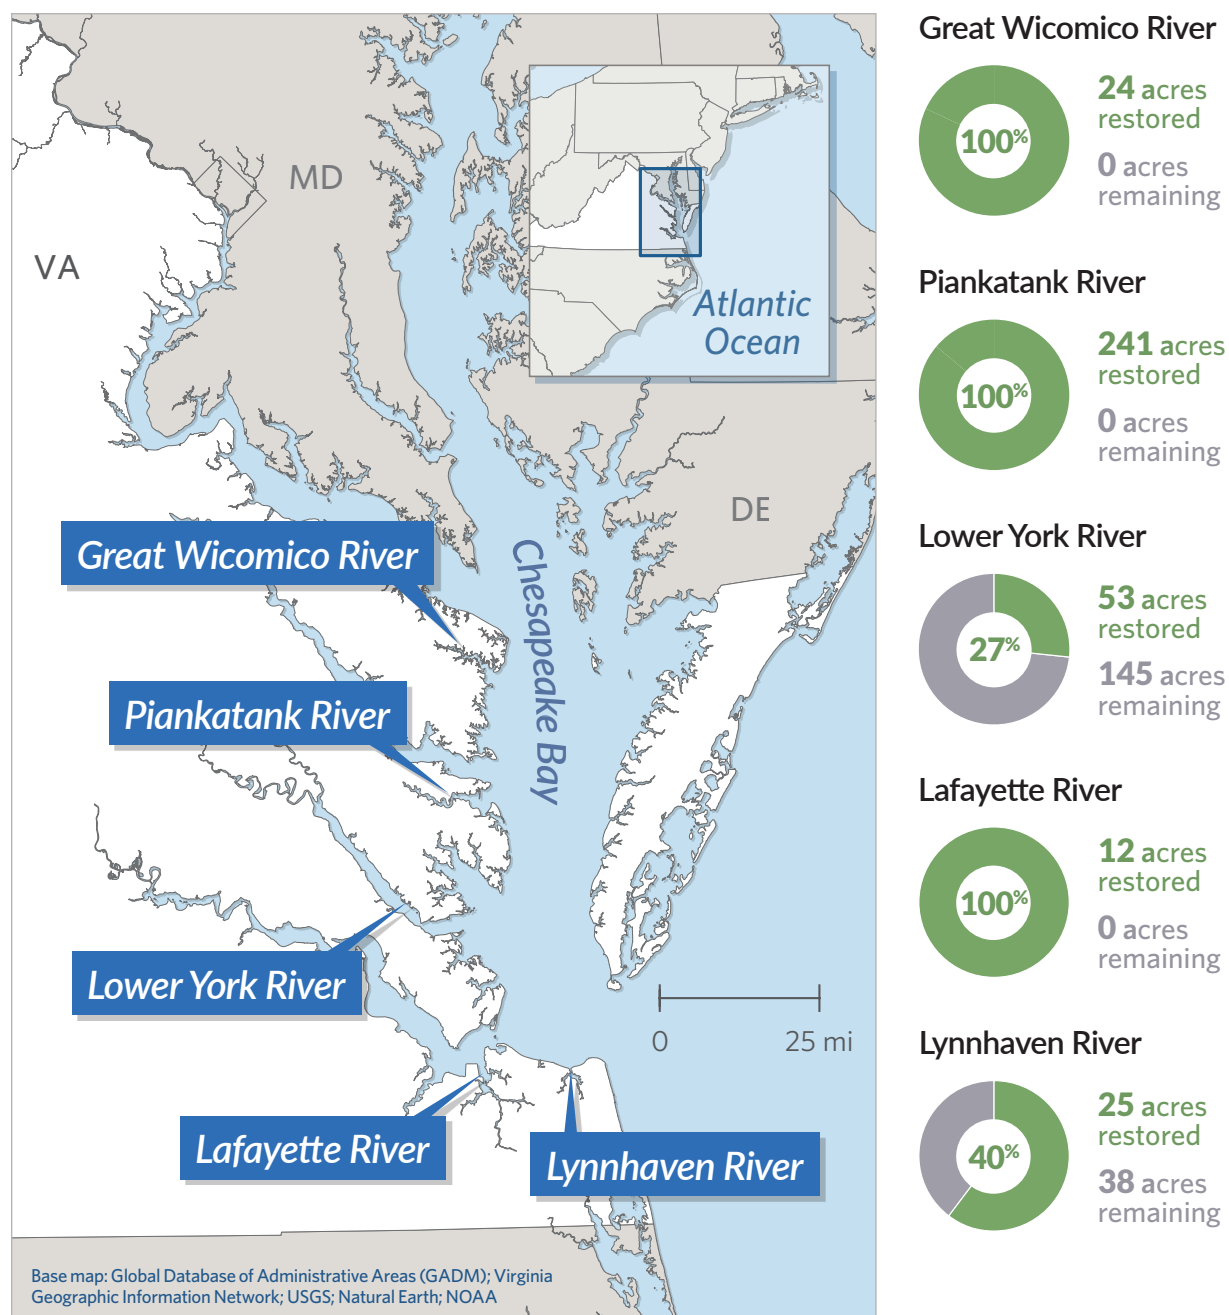 MD
VA
DE
Atlantic
Ocean
Chesapeake Bay
Great Wicomico River
Piankatank River
Lower York River
Lafayette River
Lynnhaven River
0 25 mi
Base map: Global Database of Administrative Areas (GADM); Virginia
Geographic Information Network; USGS; Natural Earth; NOAA
Great Wicomico River
100%
24 acres
restored
0 acres
remaining
Piankatank River
100%
241 acres
restored
0 acres
remaining
Lower York River
27%
53 acres
restored
145 acres
remaining
Lafayette River
100%
12 acres
restored
0 acres
remaining
Lynnhaven River
40%
25 acres
restored
38 acres
remaining